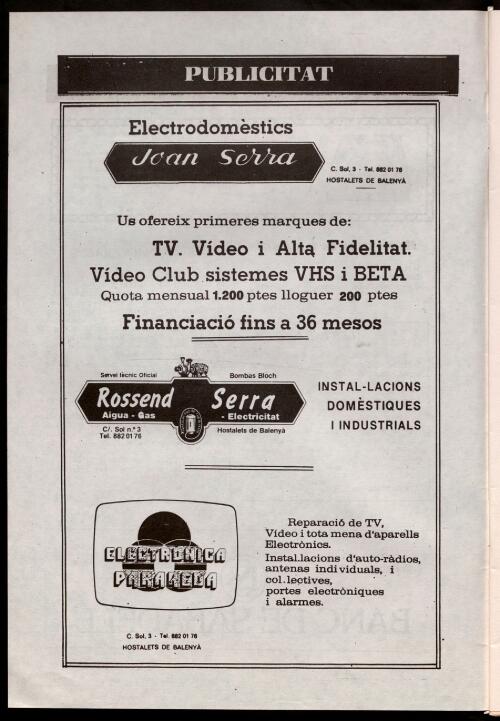 PUBLICITAT
Electrodomèstics
Joan Serra
C. Sol, 3 - Tel. 882 01 76
HOSTALETS DE BALENYÀ
Us ofereix primeres marques de:
TV. Vídeo i Alta Fidelitat.
Vídeo Club sistemes VHS i BETA
Quota mensual 1.200 ptes lloguer 200 ptes
Financiació fins a 36 mesos
Servei tècnic Oficial
Bombas Bloch
Rossend Serra
Aigua - Gas - Electricitat
C/. Sol n.º 3
Tel. 882 01 76
Hostalets de Balenyà
INSTAL-LACIONS
DOMÈSTIQUES
I INDUSTRIALS
ELECTRONICA
PARAREDA
C. Sol, 3 - Tel. 882 01 76
HOSTALETS DE BALENYÀ
Reparació de TV,
Vídeo i tota mena d'aparells
Electrònics.
Instal.lacions d'auto-ràdios,
antenas individuals, i
col.lectives,
portes electròniques
i alarmes.